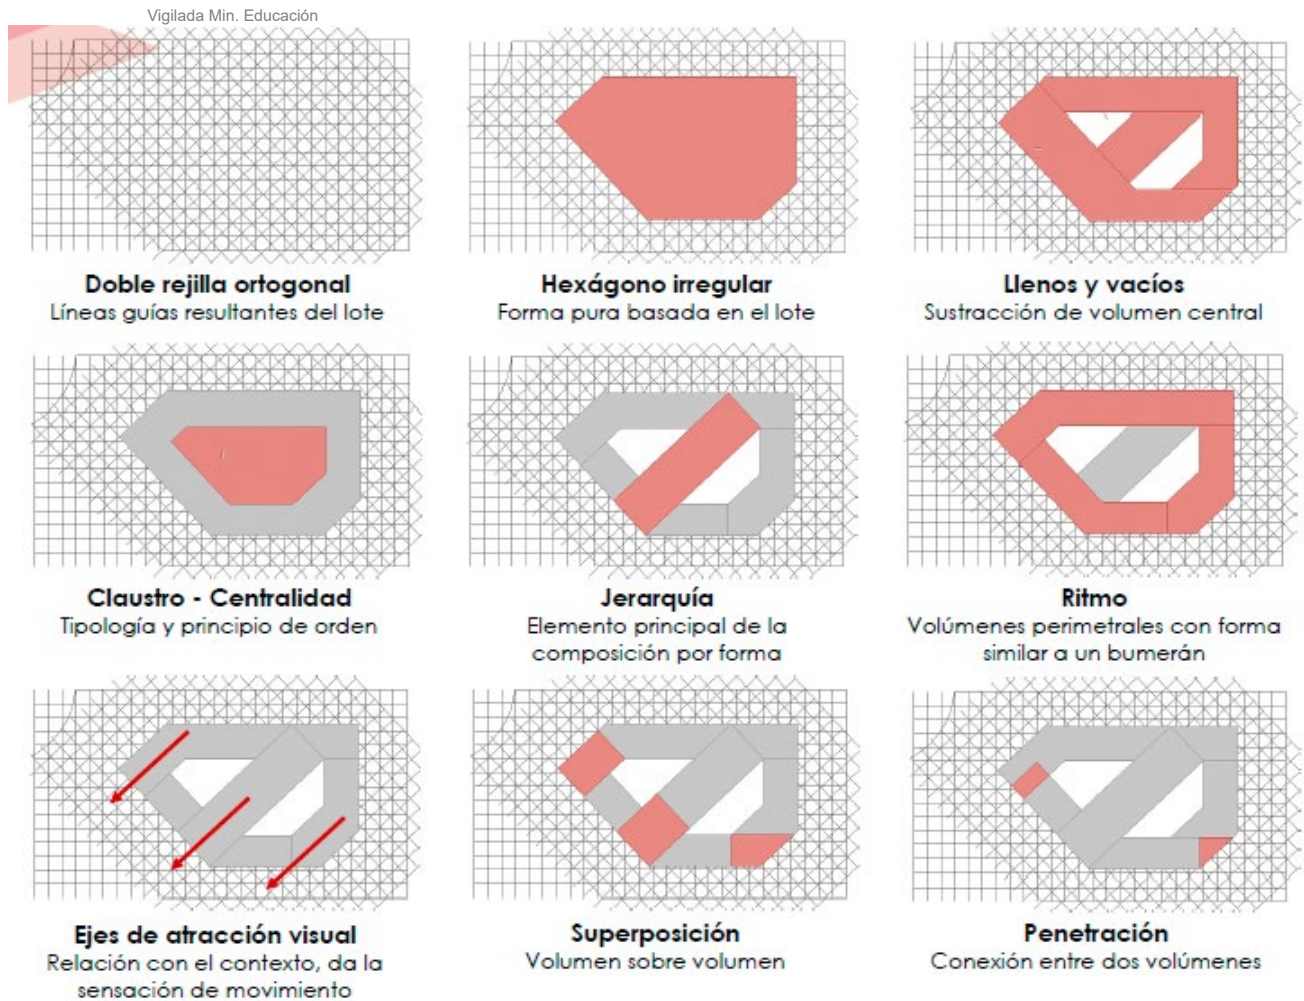 Vigilada Min. Educación
Doble rejilla ortogonal
Líneas guías resultantes del lote
Hexágono irregular
Forma pura basada en el lote
Llenos y vacíos
Sustracción de volumen central
Claustro - Centralidad
Tipología y principio de orden
Jerarquía
Elemento principal de la
composición por forma
Ritmo
Volúmenes perimetrales con forma
similar a un bumerán
Ejes de atracción visual
Relación con el contexto, da la
sensación de movimiento
Superposición
Volumen sobre volumen
Penetración
Conexión entre dos volúmenes